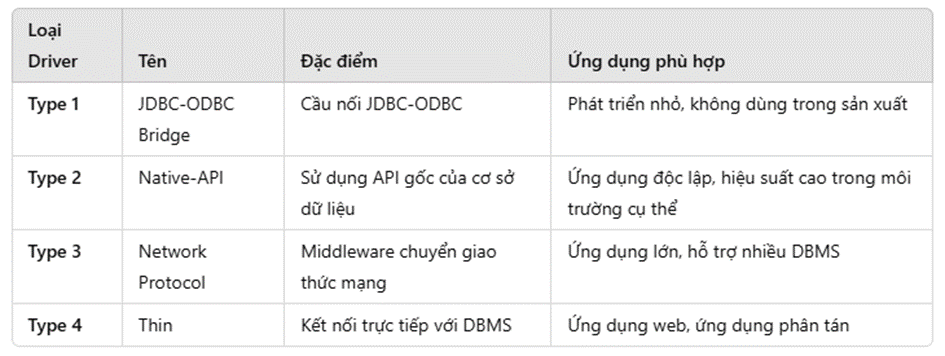 Loại
Driver
Tên
Đặc điểm
Ứng dụng phù hợp
Type 1
JDBC-ODBC
Bridge
Cầu nối JDBC-ODBC
Phát triển nhỏ, không dùng trong sản xuất
Type 2
Native-API
Sử dụng API gốc của cơ sở
dữ liệu
Ứng dụng độc lập, hiệu suất cao trong môi
trường cụ thể
Type 3
Network
Protocol
Middleware chuyển giao
thức mạng
Ứng dụng lớn, hỗ trợ nhiều DBMS
Type 4
Thin
Kết nối trực tiếp với DBMS
Ứng dụng web, ứng dụng phân tán